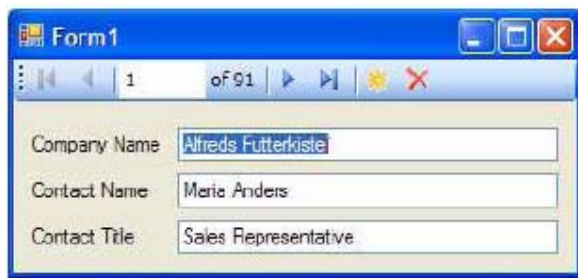 Form1
1 of 91
Company Name Alfreds Futterkiste
Contact Name Maria Anders
Contact Title Sales Representative